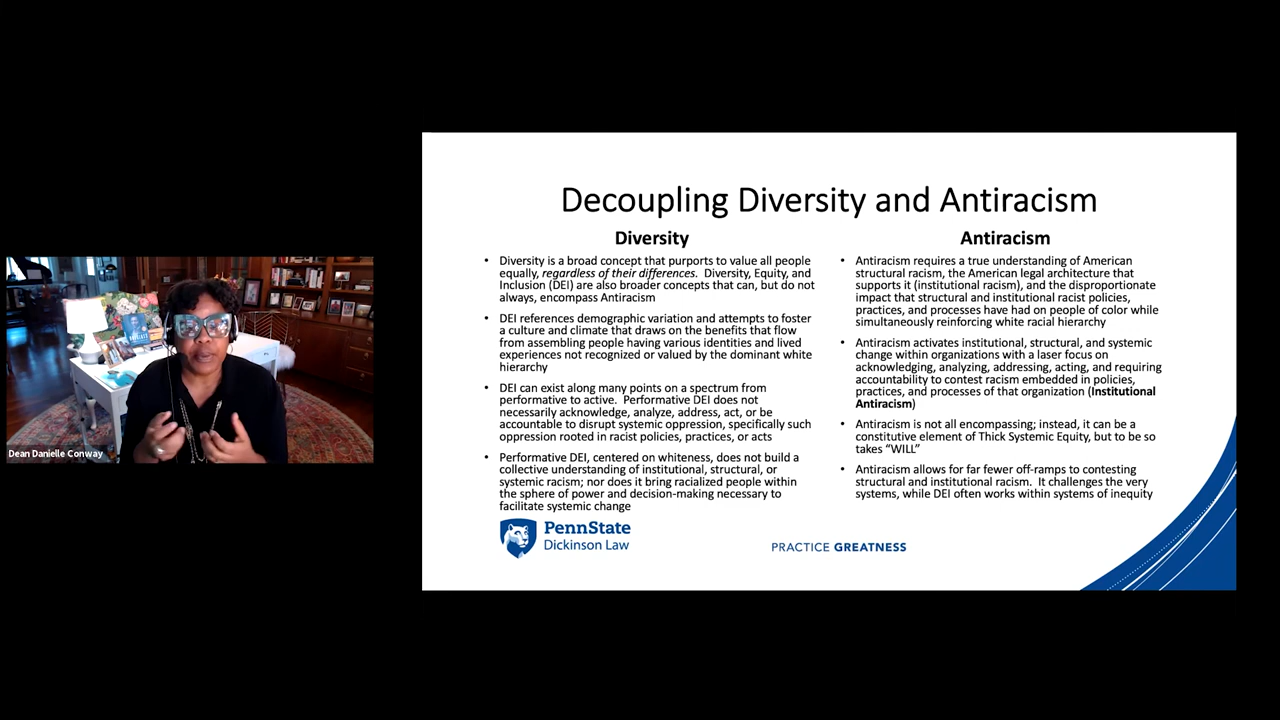 Decoupling Diversity and Antiracism
Diversity
• Diversity is a broad concept that purports to value all people
equally, regardless of their differences. Diversity, Equity, and
Inclusion (DEI) are also broader concepts that can, but do not
always, encompass Antiracism
• DEI references demographic variation and attempts to foster
a culture and climate that draws on the benefits that flow
from assembling people having various identities and lived
experiences not recognized or valued by the dominant white
hierarchy
• DEI can exist along many points on a spectrum from
performative to active. Performative DEI does not
necessarily acknowledge, analyze, address, act, or be
accountable to disrupt systemic oppression, specifically such
oppression rooted in racist policies, practices, or acts
• Performative DEI, centered on whiteness, does not build a
collective understanding of institutional, structural, or
systemic racism; nor does it bring racialized people within
the sphere of power and decision-making necessary to
facilitate systemic change
Antiracism
• Antiracism requires a true understanding of American
structural racism, the American legal architecture that
supports it (institutional racism), and the disproportionate
impact that structural and institutional racist policies,
practices, and processes have had on people of color while
simultaneously reinforcing white racial hierarchy
• Antiracism activates institutional, structural, and systemic
change within organizations with a laser focus on
acknowledging, analyzing, addressing, acting, and requiring
accountability to contest racism embedded in policies,
practices, and processes of that organization (Institutional
Antiracism)
• Antiracism is not all encompassing; instead, it can be a
constitutive element of Thick Systemic Equity, but to be so
takes “WILL”
• Antiracism allows for far fewer off-ramps to contesting
structural and institutional racism. It challenges the very
systems, while DEI often works within systems of inequity
PennState
Dickinson Law
PRACTICE GREATNESS
Dean Danielle Conway